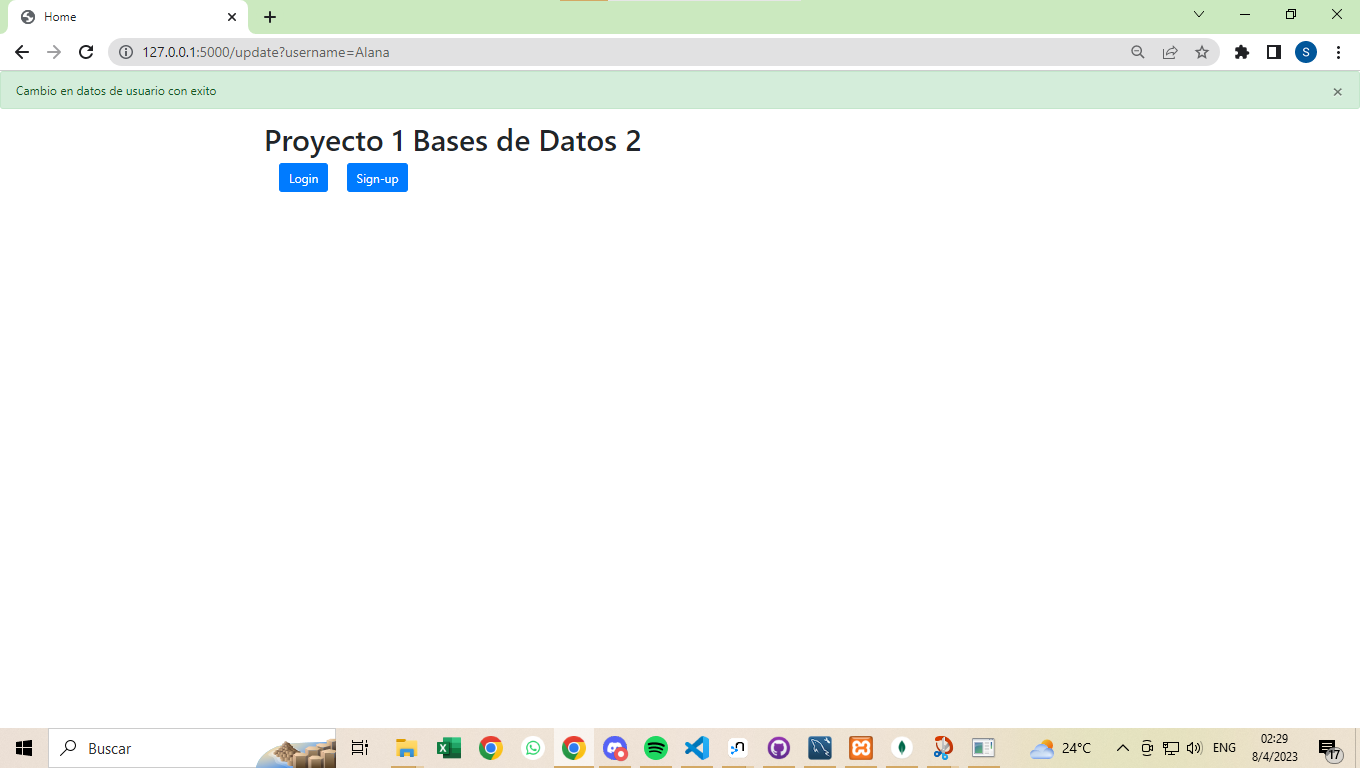 Home
127.0.0.1:5000/update?username=Alana
S
Cambio en datos de usuario con exito
×
Proyecto 1 Bases de Datos 2
Login
Sign-up
Buscar
24°C
ENG
02:29
8/4/2023
17